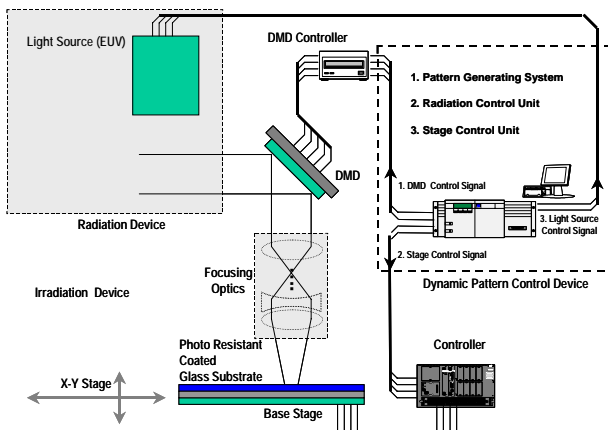 Light Source (EUV)
DMD Controller
1. Pattern Generating System
2. Radiation Control Unit
3. Stage Control Unit
DMD
1. DMD Control Signal
3. Light Source
Control Signal
Radiation Device
2. Stage Control Signal
Focusing
Optics
Dynamic Pattern Control Device
Irradiation Device
Photo Resistant
Coated
Glass Substrate
Controller
X-Y Stage
Base Stage